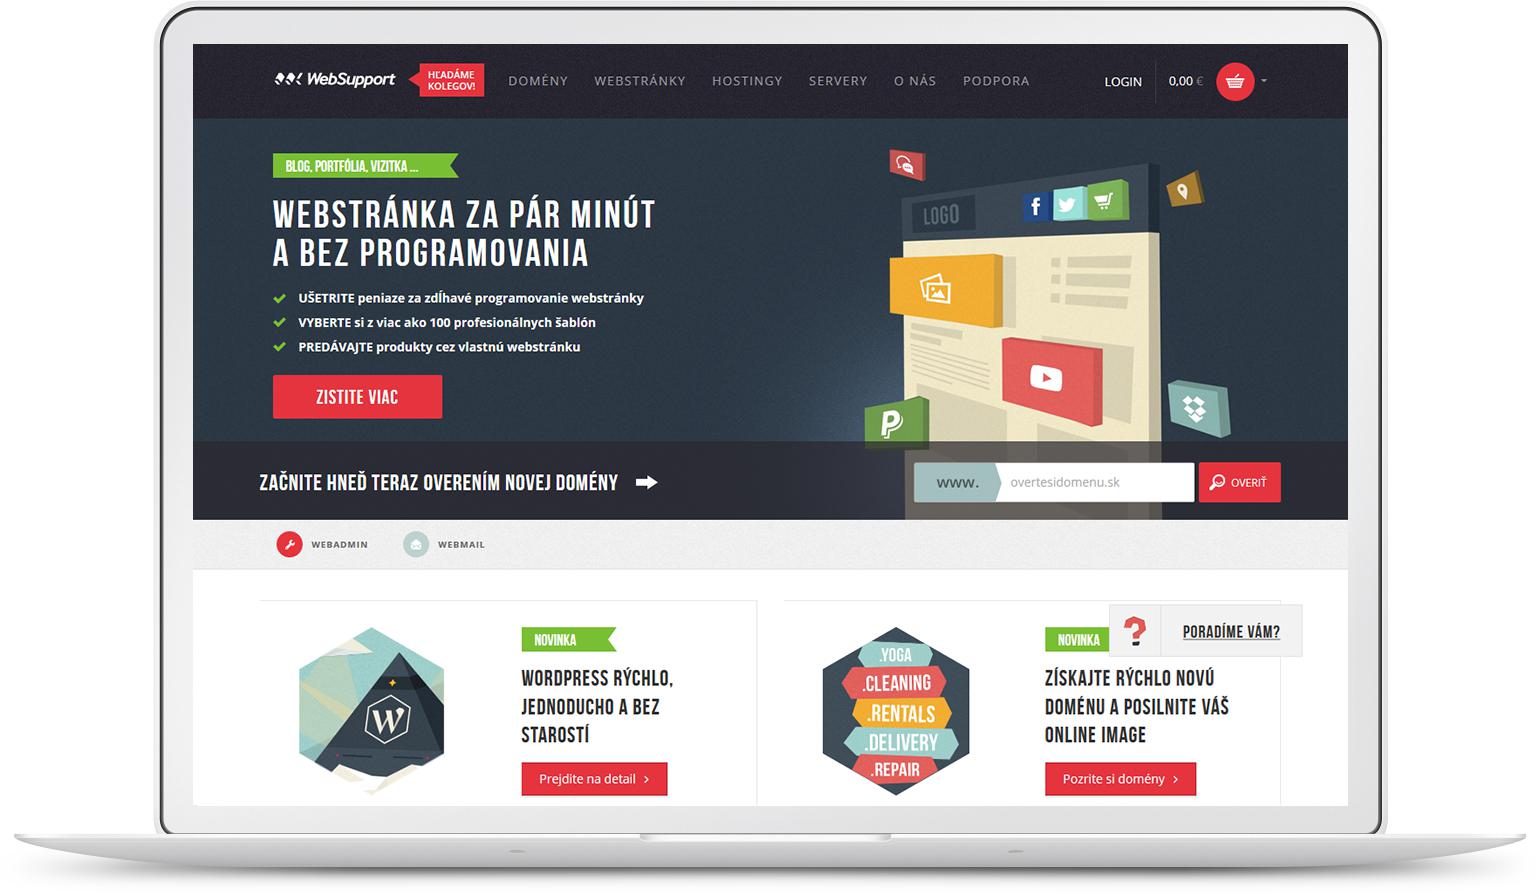 WebSupport
HĽADÁME
KOLEGOV!
DOMÉNY WEBSTRÁNKY HOSTINGY SERVERY O NÁS PODPORA
LOGIN 0,00 €
BLOG, PORTFÓLIA, VIZITKA ...
WEBSTRÁNKA ZA PÁR MINÚT
A BEZ PROGRAMOVANIA
UŠETRITE peniaze za zdĺhavé programovanie webstránky
VYBERTE si z viac ako 100 profesionálnych šablón
PREDÁVAJTE produkty cez vlastnú webstránku
ZISTITE VIAC
LOGO
ZAČNITE HNEĎ TERAZ OVERENÍM NOVEJ DOMÉNY
www. overtesidomenu.sk OVERIŤ
WEBADMIN WEBMAIL
NOVINKA
WORDPRESS RÝCHLO,
JEDNODUCHO A BEZ
STAROSTÍ
Prejdite na detail
.YOGA
.CLEANING
.RENTALS
.DELIVERY
.REPAIR
NOVINKA
PORADÍME VÁM?
ZÍSKAJTE RÝCHLO NOVÚ
DOMÉNU A POSILNITE VÁŠ
ONLINE IMAGE
Pozrite si domény